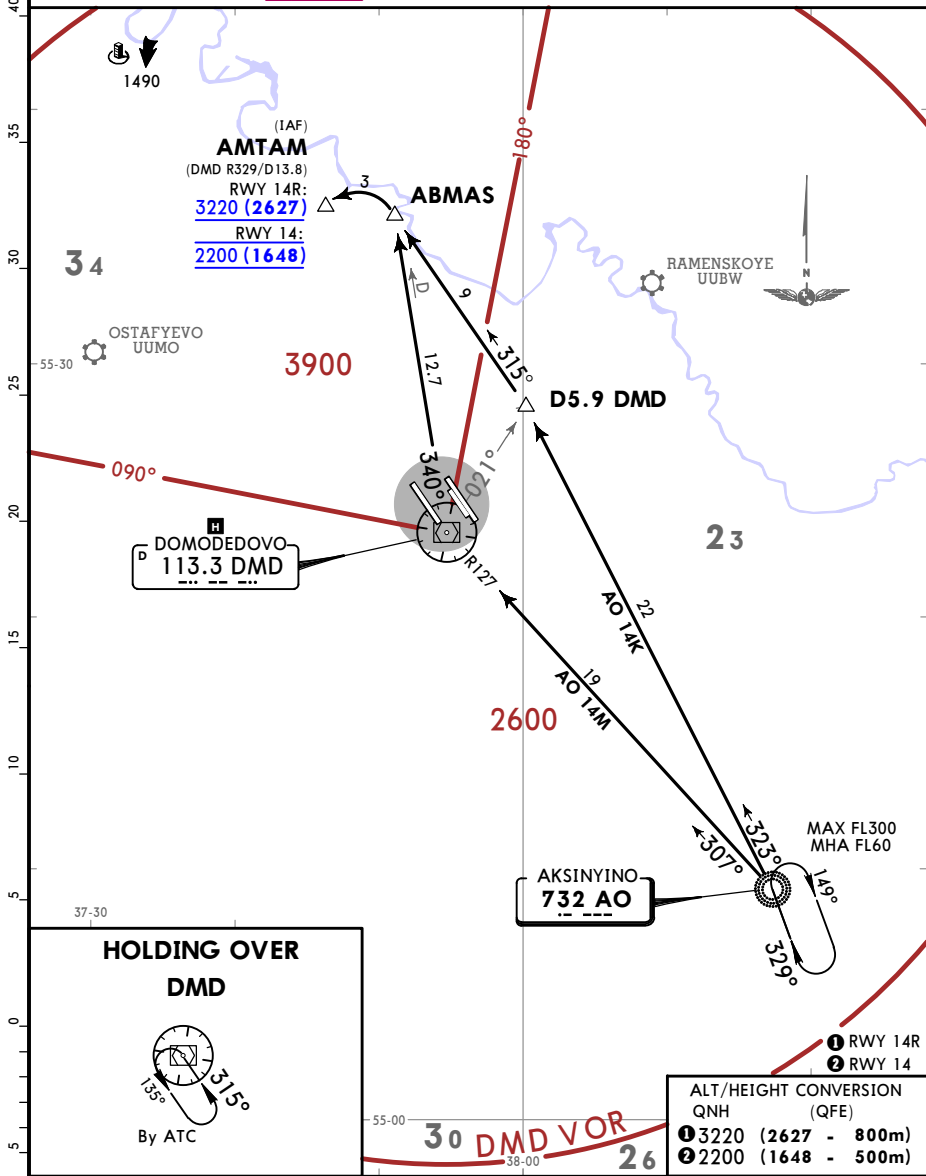 40
35
30
25
20
15
10
5
0
5
1490
(IAF)
AMTAM
(DMD R329/D13.8)
RWY 14R:
3220 (2627)
RWY 14:
2200 (1648)
3
ABMAS
180°
34
RAMENSKOYE
UUBW
N
OSTAFYEVO
UUMO
55-30
3900
D
12.7
9
315°
D5.9 DMD
090°
340°
021°
H
DOMODEDOVO
D 113.3 DMD
R127
23
22
AO 14K
19
AO 14M
2600
323°
307°
MAX FL300
MHA FL60
149°
329°
AKSINYINO
732 AO
37-30
HOLDING OVER
DMD
135°
315°
By ATC
55-00
30
DMD VOR
38-00
26
1 RWY 14R
2 RWY 14
ALT/HEIGHT CONVERSION
QNH (QFE)
1 3220 (2627 - 800m)
2 2200 (1648 - 500m)